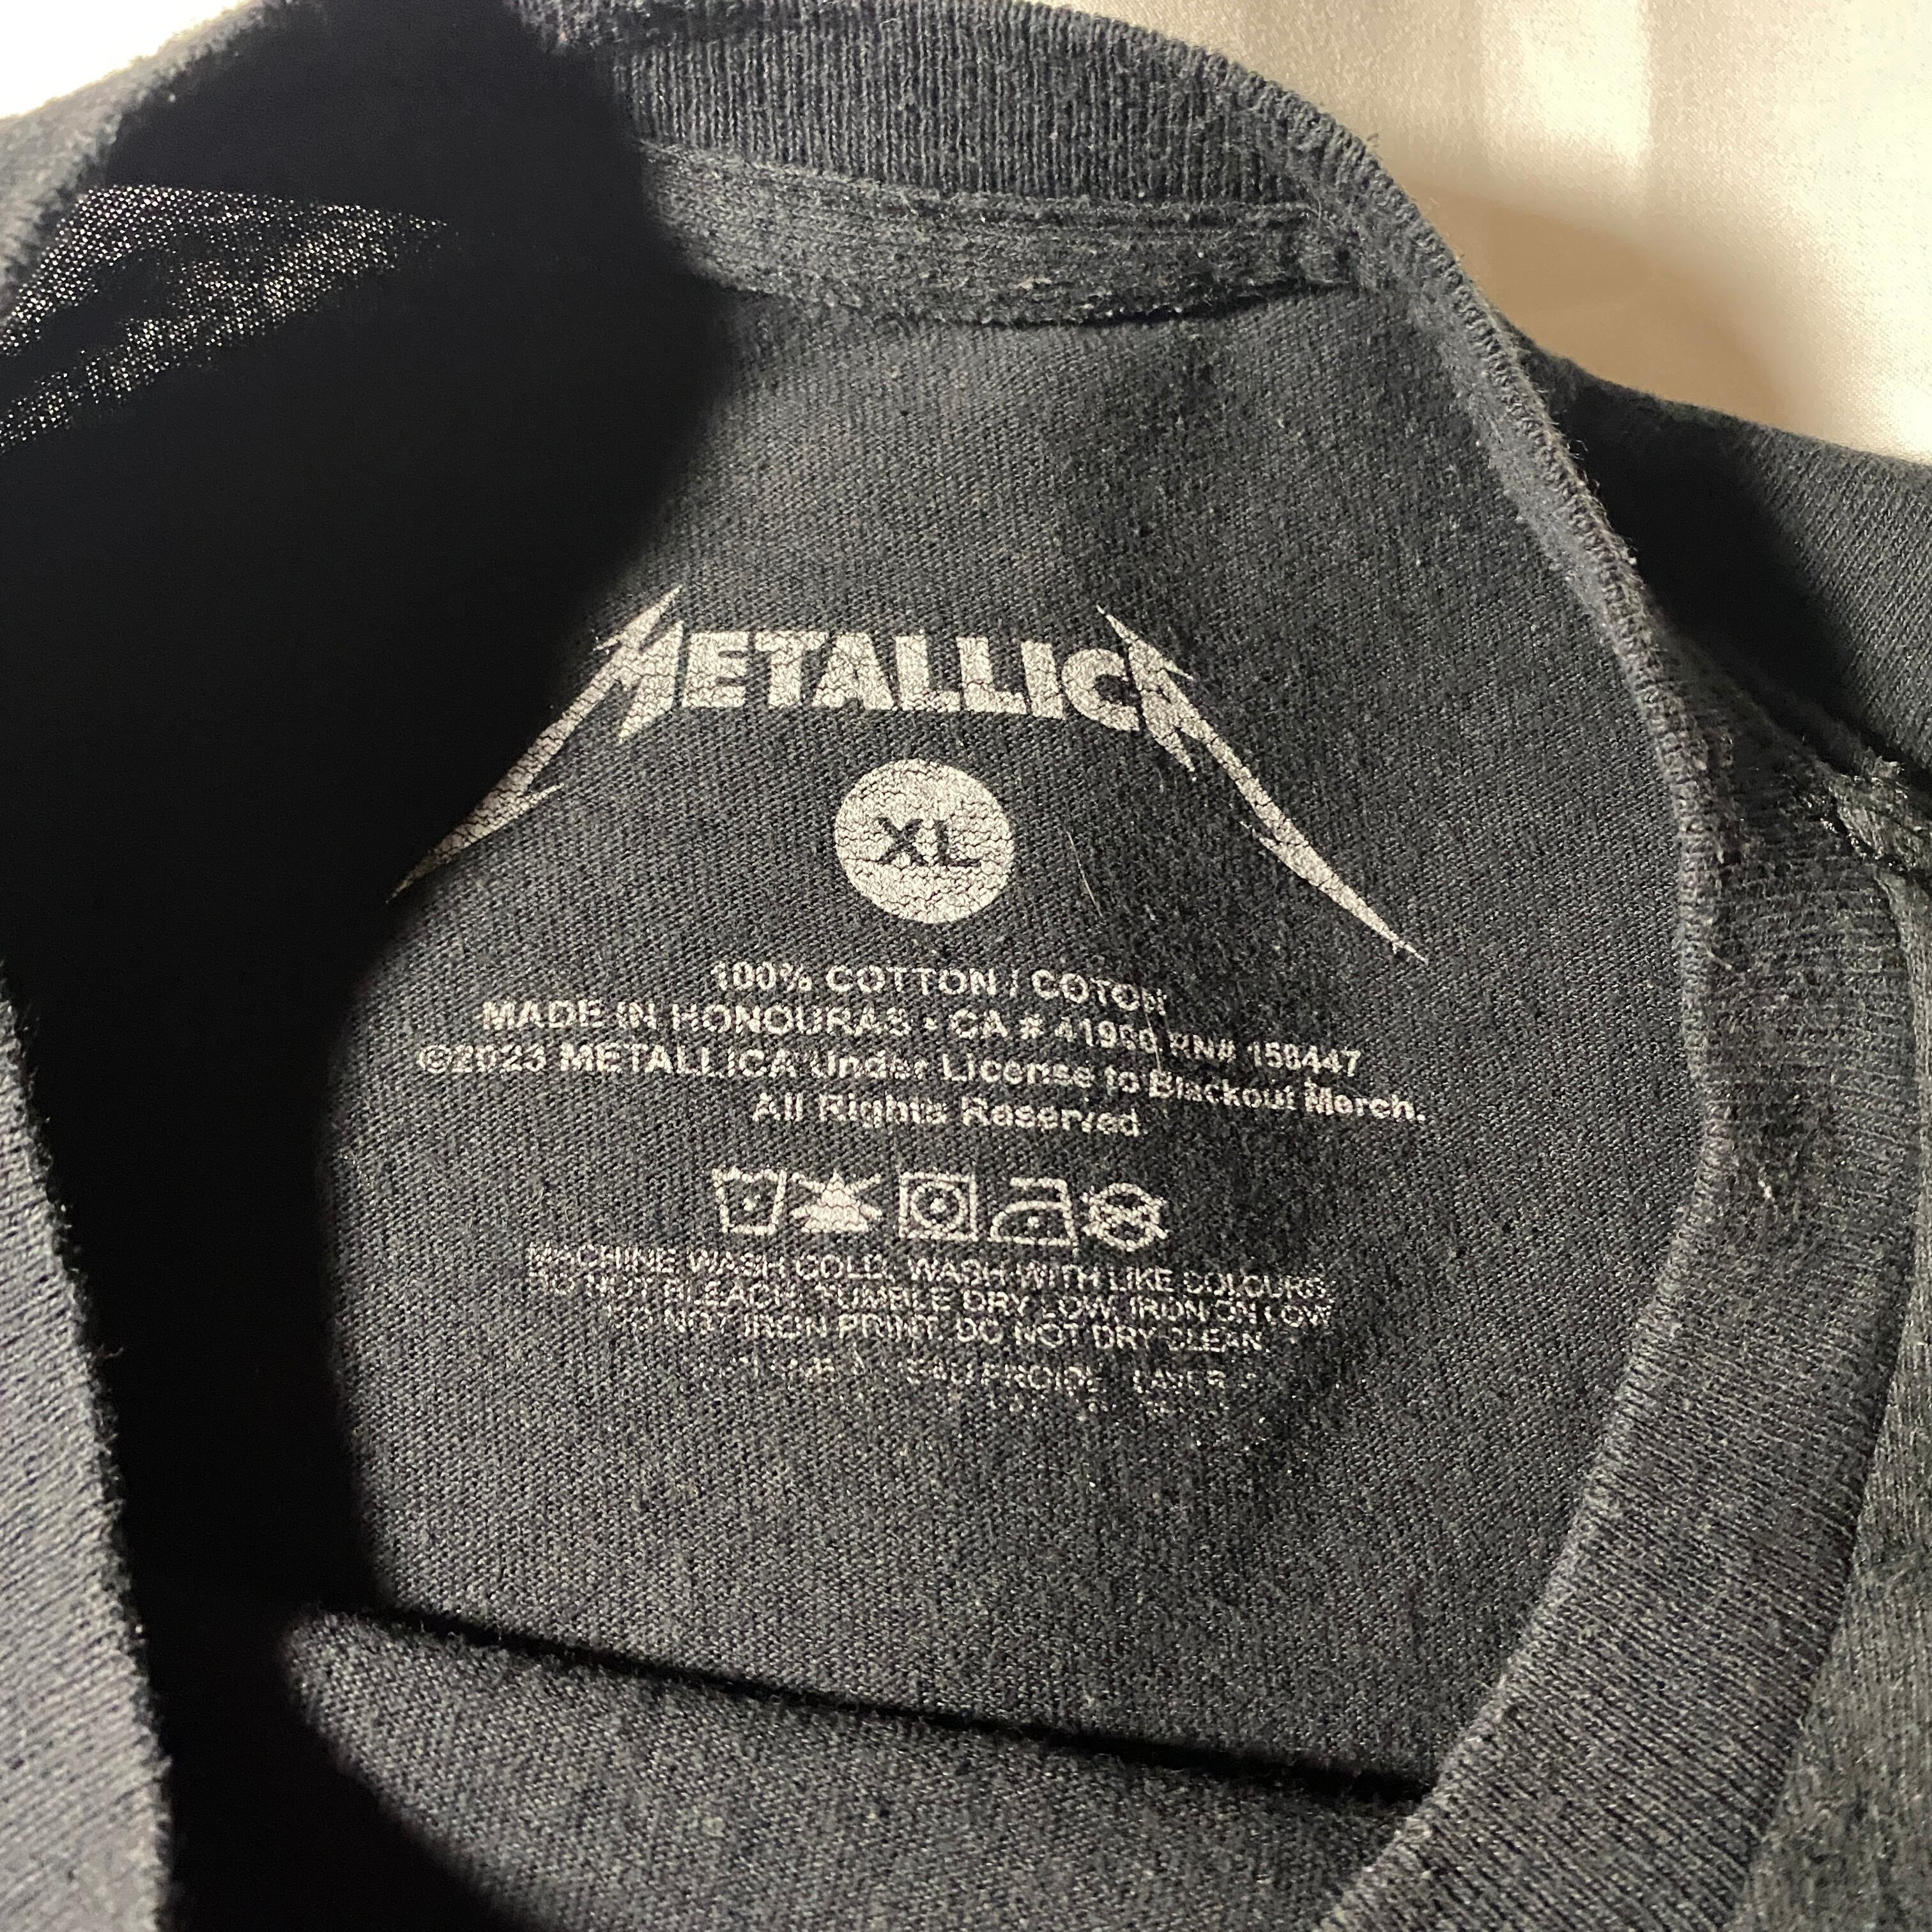 METALLICA
XL
100% COTTON / COTON
MADE IN HONDURAS • CA # RN#
©2023 METALLICA Under License to Blackout Merch.
All Rights Reserved
MACHINE WASH COLD. WASH WITH LIKE COLOURS.
DO NOT BLEACH. TUMBLE DRY LOW. IRON ON LOW
DO NOT IRON PRINT. DO NOT DRY CLEAN